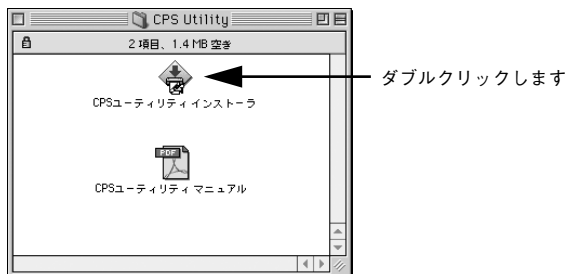 CPS Utility
2項目、1.4 MB 空き
ダブルクリックします
CPSユーティリティ インストーラ
PDF
CPSユーティリティ マニュアル